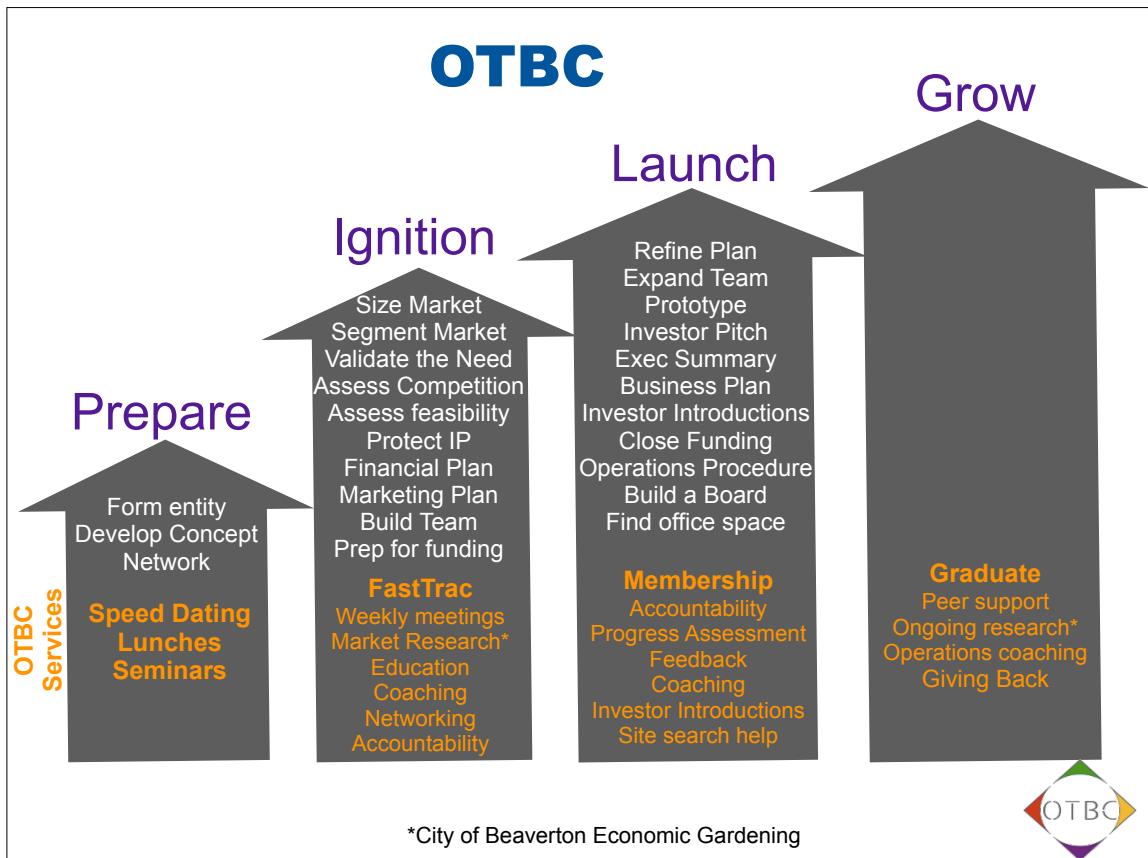 OTBC
Prepare
Form entity
Develop Concept
Network
OTBC
Services
Speed Dating
Lunches
Seminars
Ignition
Size Market
Segment Market
Validate the Need
Assess Competition
Assess feasibility
Protect IP
Financial Plan
Marketing Plan
Build Team
Prep for funding
FastTrac
Weekly meetings
Market Research*
Education
Coaching
Networking
Accountability
Launch
Refine Plan
Expand Team
Prototype
Investor Pitch
Exec Summary
Business Plan
Investor Introductions
Close Funding
Operations Procedure
Build a Board
Find office space
Membership
Accountability
Progress Assessment
Feedback
Coaching
Investor Introductions
Site search help
Grow
Graduate
Peer support
Ongoing research*
Operations coaching
Giving Back
*City of Beaverton Economic Gardening
OTBC